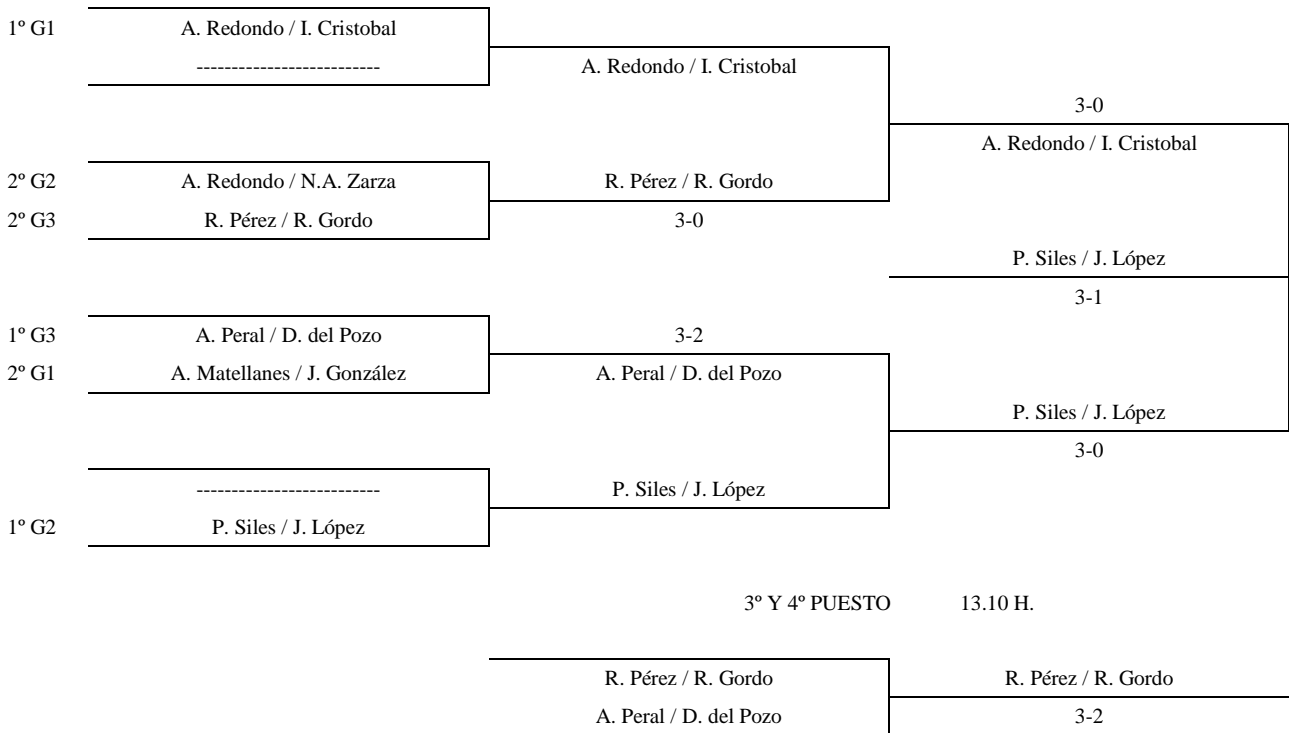 1º G1 A. Redondo / I. Cristobal
-------------------------- A. Redondo / I. Cristobal
3-0
A. Redondo / I. Cristobal
2º G2 A. Redondo / N.A. Zarza R. Pérez / R. Gordo
2º G3 R. Pérez / R. Gordo 3-0
P. Siles / J. López
3-1
1º G3 A. Peral / D. del Pozo 3-2
2º G1 A. Matellanes / J. González A. Peral / D. del Pozo
P. Siles / J. López
3-0
-------------------------- P. Siles / J. López
1º G2 P. Siles / J. López
3º Y 4º PUESTO 13.10 H.
R. Pérez / R. Gordo R. Pérez / R. Gordo
A. Peral / D. del Pozo 3-2